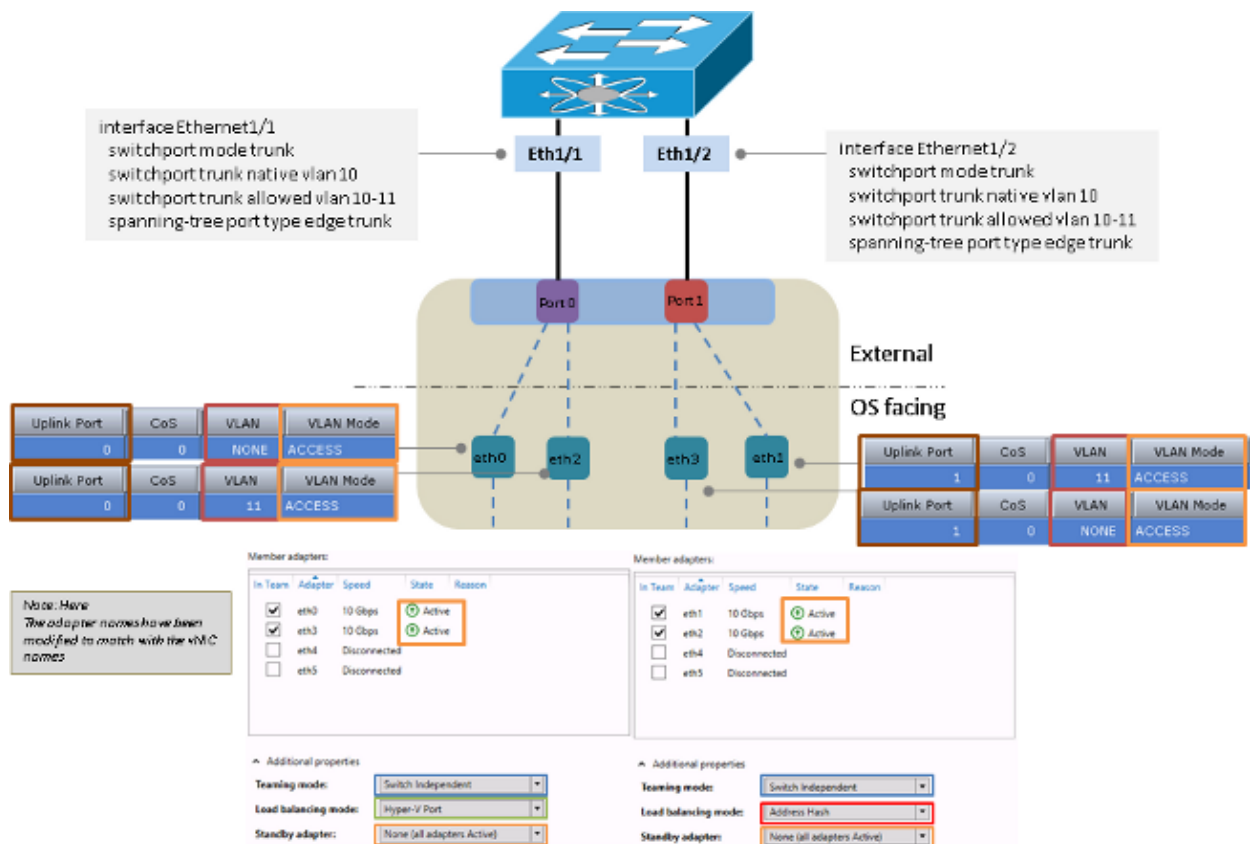 interface Ethernet1/1
switchport mode trunk
switchport trunk native vlan 10
switchport trunk allowed vlan 10-11
spanning-tree port type edge trunk
Eth1/1
Eth1/2
interface Ethernet1/2
switchport mode trunk
switchport trunk native vlan 10
switchport trunk allowed vlan 10-11
spanning-tree port type edge trunk
Port 0
Port 1
External
OS facing
Uplink Port CoS VLAN VLAN Mode
0 0 NONE ACCESS
Uplink Port CoS VLAN VLAN Mode
0 0 11 ACCESS
eth0
eth2
eth3
eth1
Uplink Port CoS VLAN VLAN Mode
1 0 11 ACCESS
Uplink Port CoS VLAN VLAN Mode
1 0 NONE ACCESS
Note: Here
The adapter names have been
modified to match with the vNIC
names
Member adapters:
In Team Adapter Speed State Reason
eth0 10 Gbps Active
eth3 10 Gbps Active
eth4 Disconnected
eth5 Disconnected
Additional properties
Teaming mode: Switch Independent
Load balancing mode: Hyper-V Port
Standby adapter: None (all adapters Active)
Member adapters:
In Team Adapter Speed State Reason
eth1 10 Gbps Active
eth2 10 Gbps Active
eth4 Disconnected
eth5 Disconnected
Additional properties
Teaming mode: Switch Independent
Load balancing mode: Address Hash
Standby adapter: None (all adapters Active)